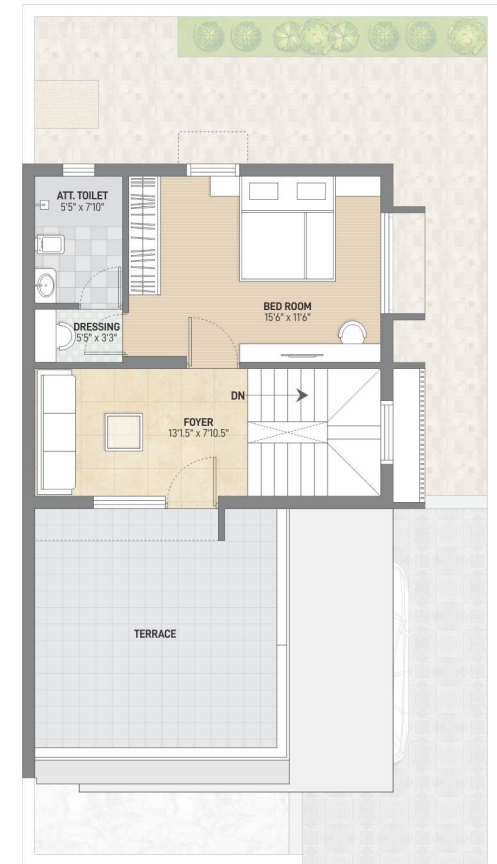 ATT. TOILET
5'5" x 7'10"
BED ROOM
15'6" x 11'6"
DRESSING
5'5" x 3'3"
DN
FOYER
13'1.5" x 7'10.5"
TERRACE